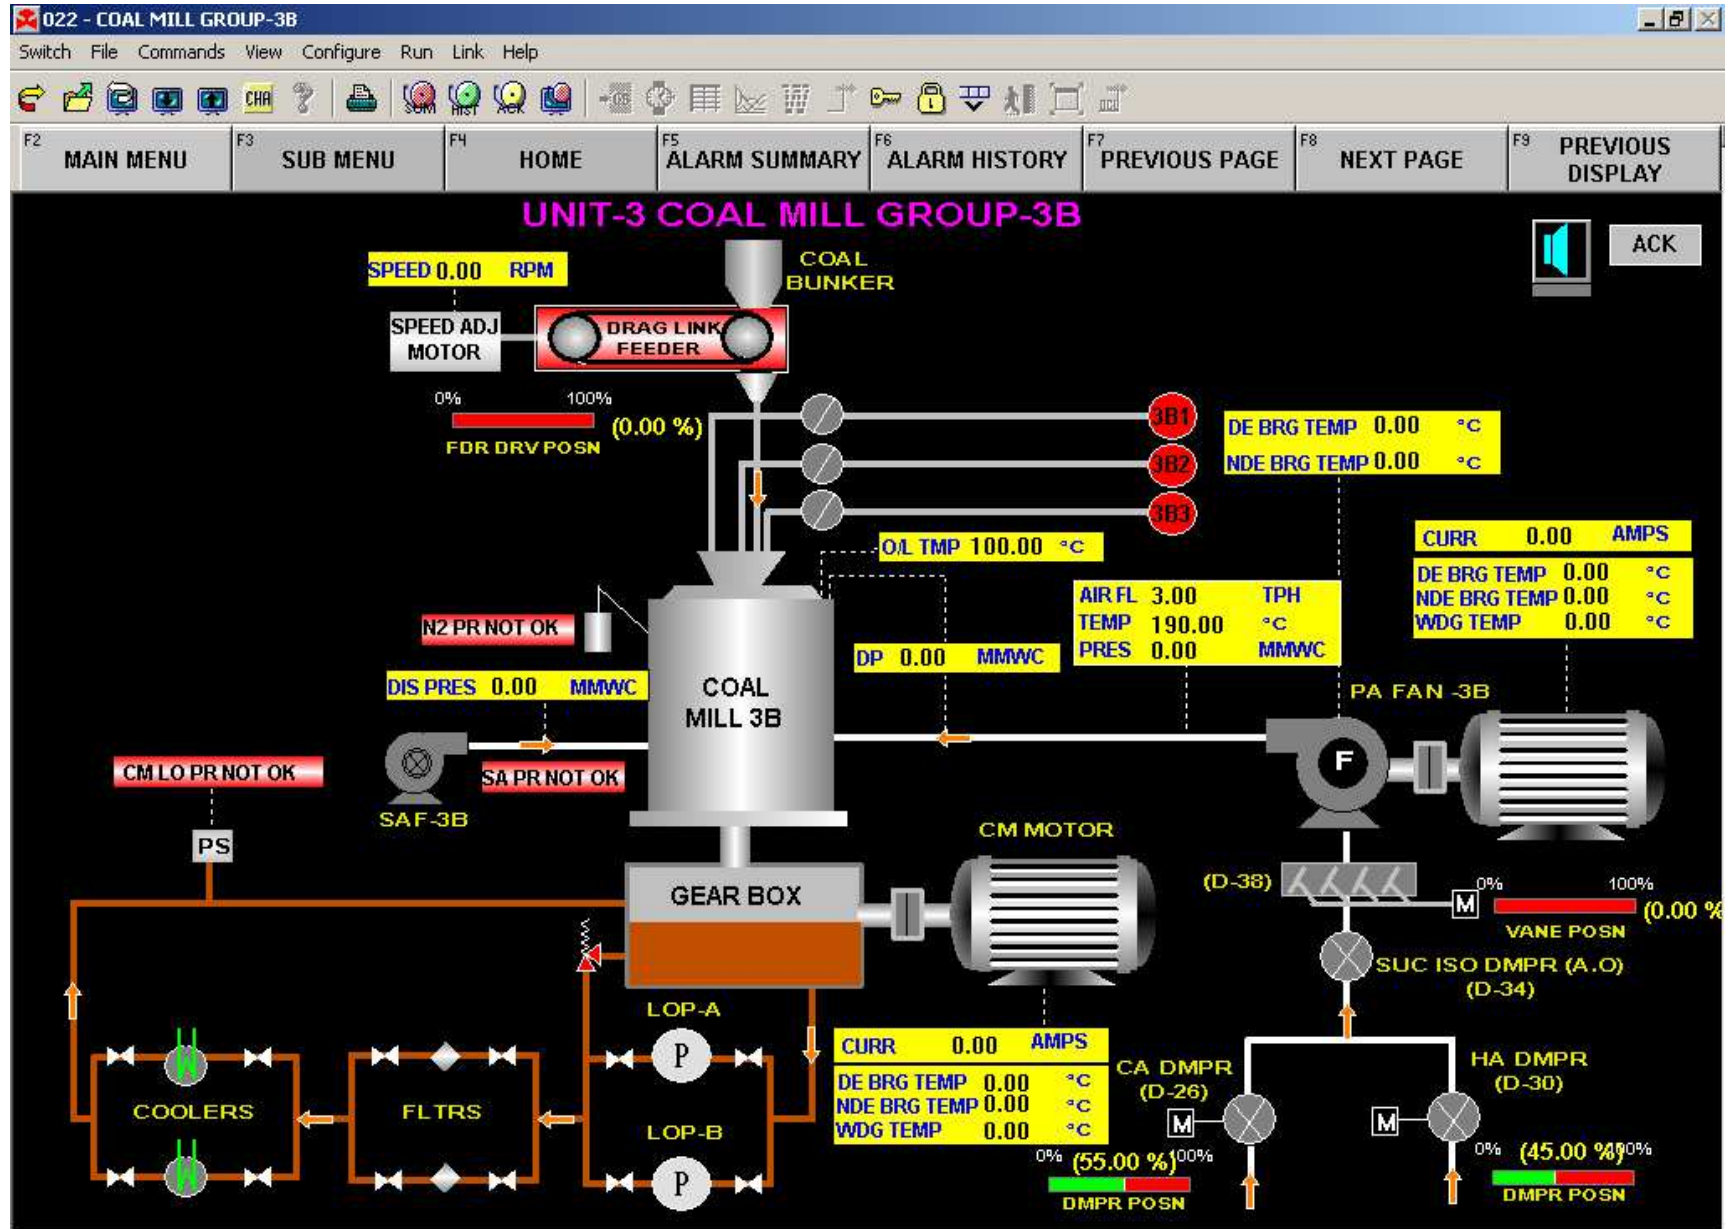 022 - COAL MILL GROUP-3B
Switch File Commands View Configure Run Link Help
CHA SUM HIST ACK
F2 MAIN MENU
F3 SUB MENU
F4 HOME
F5 ALARM SUMMARY
F6 ALARM HISTORY
F7 PREVIOUS PAGE
F8 NEXT PAGE
F9 PREVIOUS
DISPLAY
UNIT-3 COAL MILL GROUP-3B
ACK
COAL
BUNKER
SPEED 0.00 RPM
SPEED ADJ
MOTOR
DRAG LINK
FEEDER
0% 100%
(0.00 %)
FDR DRV POSN
3B1
3B2
3B3
DE BRG TEMP 0.00 °C
NDE BRG TEMP 0.00 °C
O/L TMP 100.00 °C
CURR 0.00 AMPS
DE BRG TEMP 0.00 °C
NDE BRG TEMP 0.00 °C
WDG TEMP 0.00 °C
AIR FL 3.00 TPH
TEMP 190.00 °C
PRES 0.00 MMWC
N2 PR NOT OK
DP 0.00 MMWC
DIS PRES 0.00 MMWC
COAL
MILL 3B
PA FAN -3B
F
CM LO PR NOT OK
SA PR NOT OK
SAF-3B
PS
CM MOTOR
GEAR BOX
(D-38)
M
0% 100%
(0.00 %
VANE POSN
SUC ISO DMPR (A.O)
(D-34)
LOP-A
P
CURR 0.00 AMPS
DE BRG TEMP 0.00 °C
NDE BRG TEMP 0.00 °C
WDG TEMP 0.00 °C
CA DMPR
(D-26)
HA DMPR
(D-30)
COOLERS
FLTRS
LOP-B
P
M
M
0% (55.00 %) 100%
DMPR POSN
0% (45.00 %) 00%
DMPR POSN